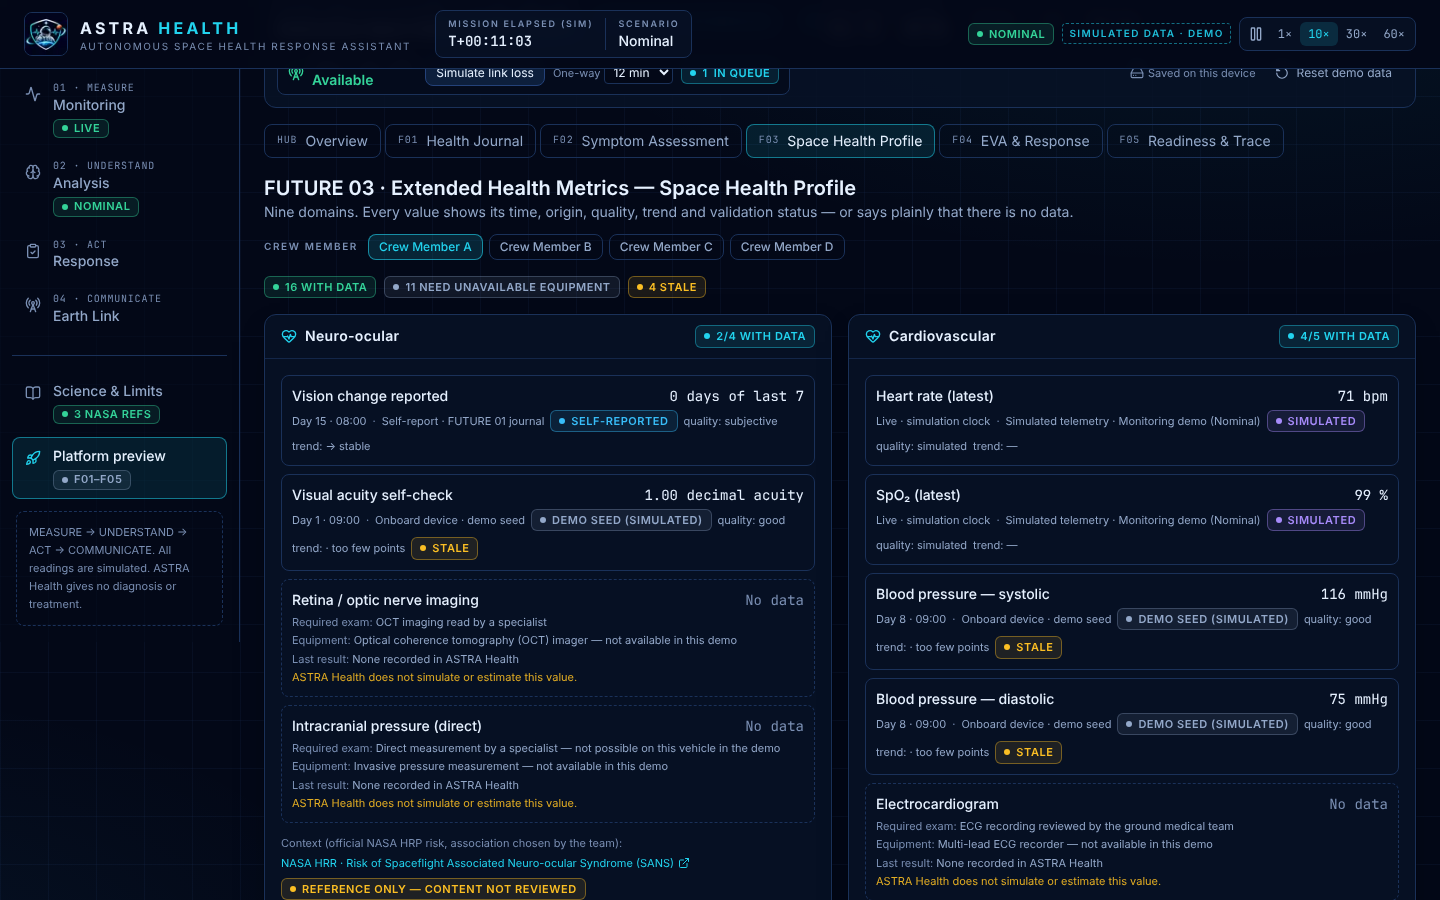 ASTRA HEALTH
AUTONOMOUS SPACE HEALTH RESPONSE ASSISTANT
MISSION ELAPSED (SIM)
T+00:11:03
SCENARIO
Nominal
NOMINAL
SIMULATED DATA · DEMO
1× 10× 30× 60×
Available
Simulate link loss
One-way 12 min
1 IN QUEUE
Saved on this device
Reset demo data
01 · MEASURE
Monitoring
LIVE
02 · UNDERSTAND
Analysis
NOMINAL
03 · ACT
Response
04 · COMMUNICATE
Earth Link
Science & Limits
3 NASA REFS
Platform preview
F01–F05
MEASURE → UNDERSTAND →
ACT → COMMUNICATE. All
readings are simulated. ASTRA
Health gives no diagnosis or
treatment.
HUB Overview
F01 Health Journal
F02 Symptom Assessment
F03 Space Health Profile
F04 EVA & Response
F05 Readiness & Trace
FUTURE 03 · Extended Health Metrics — Space Health Profile
Nine domains. Every value shows its time, origin, quality, trend and validation status — or says plainly that there is no data.
CREW MEMBER
Crew Member A
Crew Member B
Crew Member C
Crew Member D
16 WITH DATA
11 NEED UNAVAILABLE EQUIPMENT
4 STALE
Neuro-ocular
2/4 WITH DATA
Vision change reported
0 days of last 7
Day 15 · 08:00 · Self-report · FUTURE 01 journal SELF-REPORTED quality: subjective
trend: → stable
Visual acuity self-check
1.00 decimal acuity
Day 1 · 09:00 · Onboard device · demo seed DEMO SEED (SIMULATED) quality: good
trend: · too few points STALE
Retina / optic nerve imaging
No data
Required exam: OCT imaging read by a specialist
Equipment: Optical coherence tomography (OCT) imager — not available in this demo
Last result: None recorded in ASTRA Health
ASTRA Health does not simulate or estimate this value.
Intracranial pressure (direct)
No data
Required exam: Direct measurement by a specialist — not possible on this vehicle in the demo
Equipment: Invasive pressure measurement — not available in this demo
Last result: None recorded in ASTRA Health
ASTRA Health does not simulate or estimate this value.
Context (official NASA HRP risk, association chosen by the team):
NASA HRR · Risk of Spaceflight Associated Neuro-ocular Syndrome (SANS)
REFERENCE ONLY — CONTENT NOT REVIEWED
Cardiovascular
4/5 WITH DATA
Heart rate (latest)
71 bpm
Live · simulation clock · Simulated telemetry · Monitoring demo (Nominal) SIMULATED
quality: simulated trend: —
SpO₂ (latest)
99 %
Live · simulation clock · Simulated telemetry · Monitoring demo (Nominal) SIMULATED
quality: simulated trend: —
Blood pressure — systolic
116 mmHg
Day 8 · 09:00 · Onboard device · demo seed DEMO SEED (SIMULATED) quality: good
trend: · too few points STALE
Blood pressure — diastolic
75 mmHg
Day 8 · 09:00 · Onboard device · demo seed DEMO SEED (SIMULATED) quality: good
trend: · too few points STALE
Electrocardiogram
No data
Required exam: ECG recording reviewed by the ground medical team
Equipment: Multi-lead ECG recorder — not available in this demo
Last result: None recorded in ASTRA Health
ASTRA Health does not simulate or estimate this value.